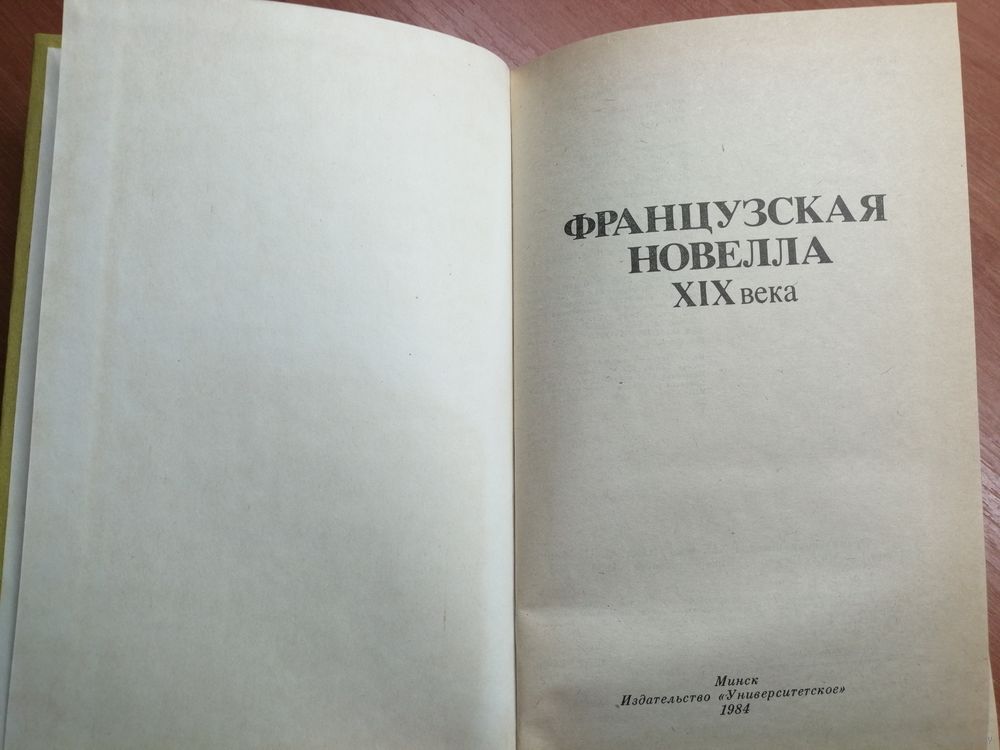 ФРАНЦУЗСКАЯ
НОВЕЛЛА
XIX века
Минск
Издательство «Университетское»
1984